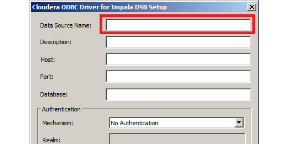 Cloudera ODBC Driver for Impala DSN Setup
Data Source Name:
Description:
Host:
Port:
Database:
Authentication
Mechanism: No Authentication
Realm: